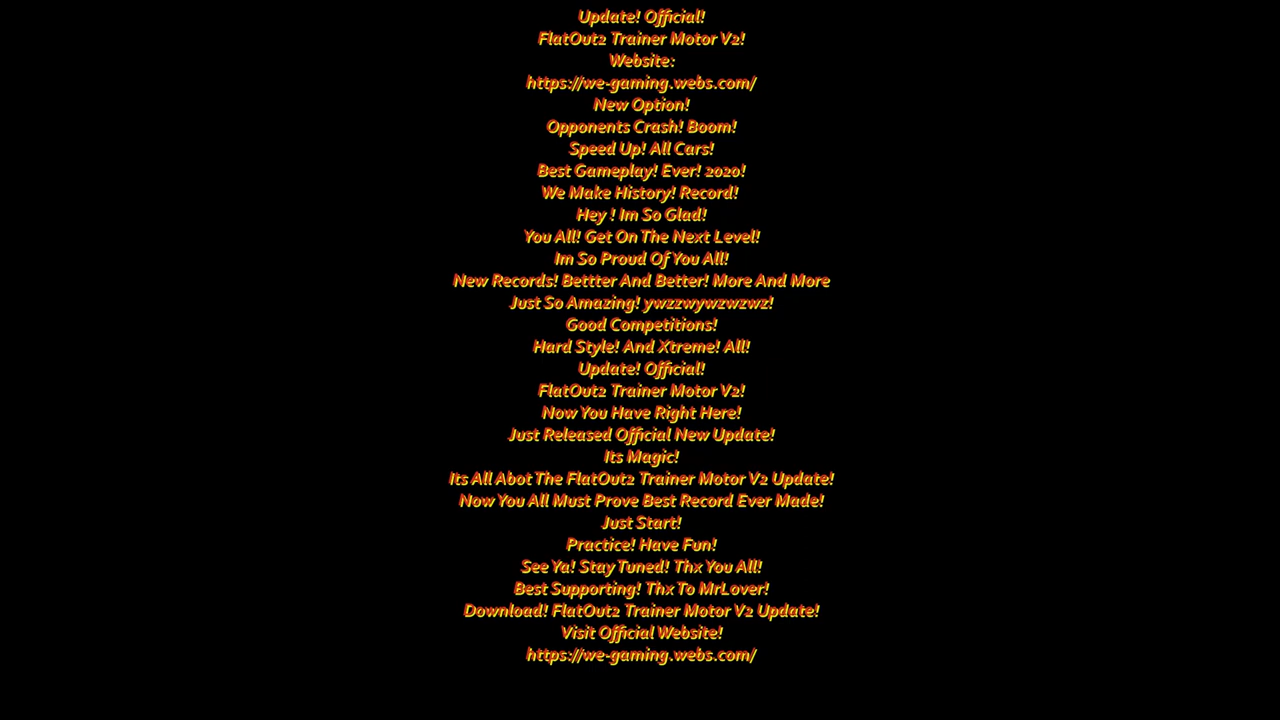 Update! Official!
FlatOut2 Trainer Motor V2!
Website:
https://we-gaming.webs.com/
New Option!
Opponents Crash! Boom!
Speed Up! All Cars!
Best Gameplay! Ever! 2020!
We Make History! Record!
Hey ! Im So Glad!
You All! Get On The Next Level!
Im So Proud Of You All!
New Records! Bettter And Better! More And More
Just So Amazing! ywzzwywzwzwz!
Good Competitions!
Hard Style! And Xtreme! All!
Update! Official!
FlatOut2 Trainer Motor V2!
Now You Have Right Here!
Just Released Official New Update!
Its Magic!
Its All Abot The FlatOut2 Trainer Motor V2 Update!
Now You All Must Prove Best Record Ever Made!
Just Start!
Practice! Have Fun!
See Ya! Stay Tuned! Thx You All!
Best Supporting! Thx To MrLover!
Download! FlatOut2 Trainer Motor V2 Update!
Visit Official Website!
https://we-gaming.webs.com/